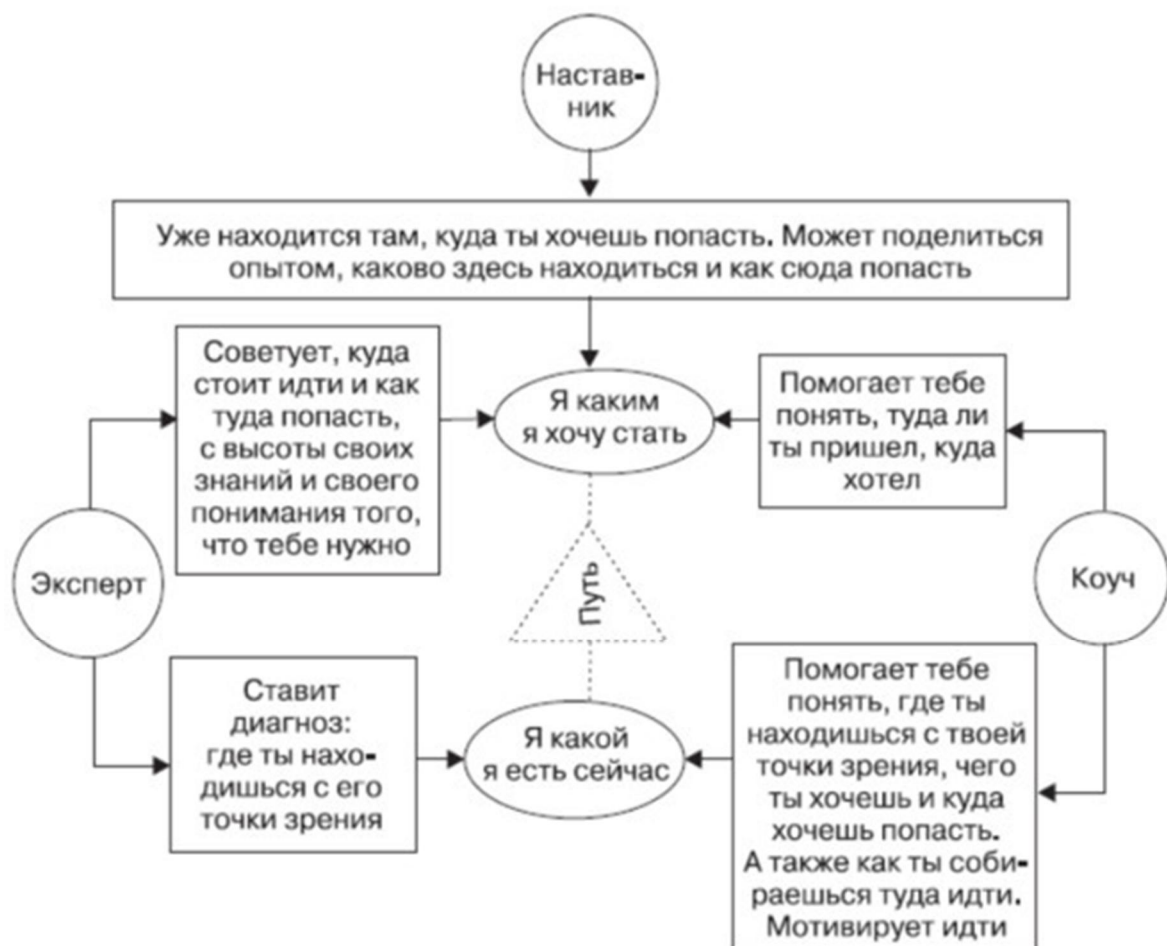 Настав-
ник
Уже находится там, куда ты хочешь попасть. Может поделиться
опытом, каково здесь находиться и как сюда попасть
Советует, куда
стоит идти и как
туда попасть,
с высоты своих
знаний и своего
понимания того,
что тебе нужно
Я каким
я хочу стать
Помогает тебе
понять, туда ли
ты пришел, куда
хотел
Эксперт
Путь
Коуч
Ставит
диагноз:
где ты нахо-
дишься с его
точки зрения
Я какой
я есть сейчас
Помогает тебе
понять, где ты
находишься с твоей
точки зрения, чего
ты хочешь и куда
хочешь попасть.
А также как ты соби-
раешься туда идти.
Мотивирует идти